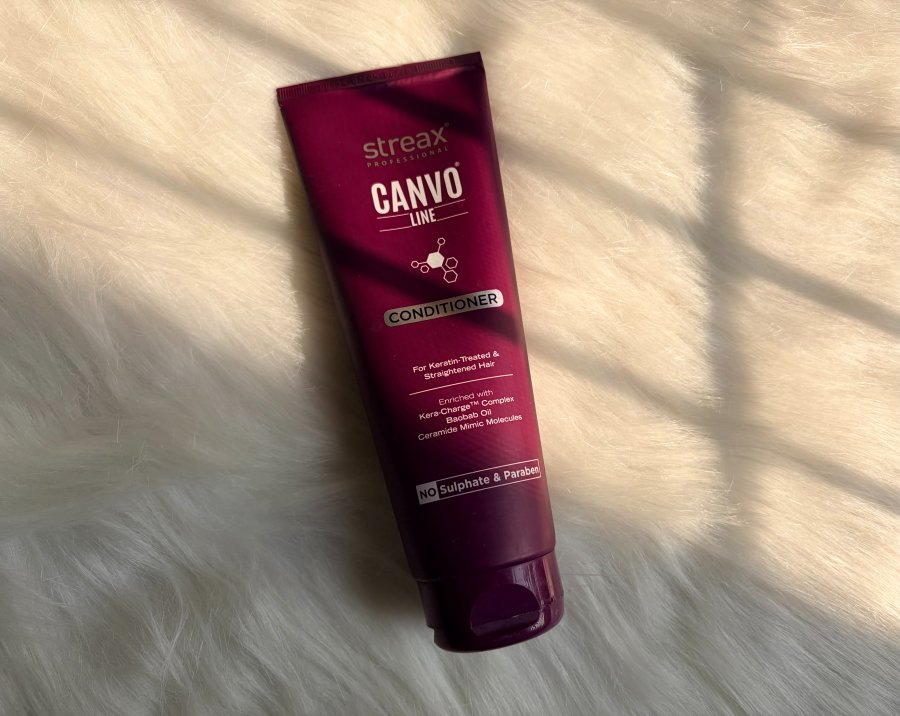 streax®
PROFESSIONAL
CANVO®
LINE
CONDITIONER
For Keratin-Treated &
Straightened Hair
Enriched with
Kera-Charge™ Complex
Baobab Oil
Ceramide Mimic Molecules
NO Sulphate & Paraben